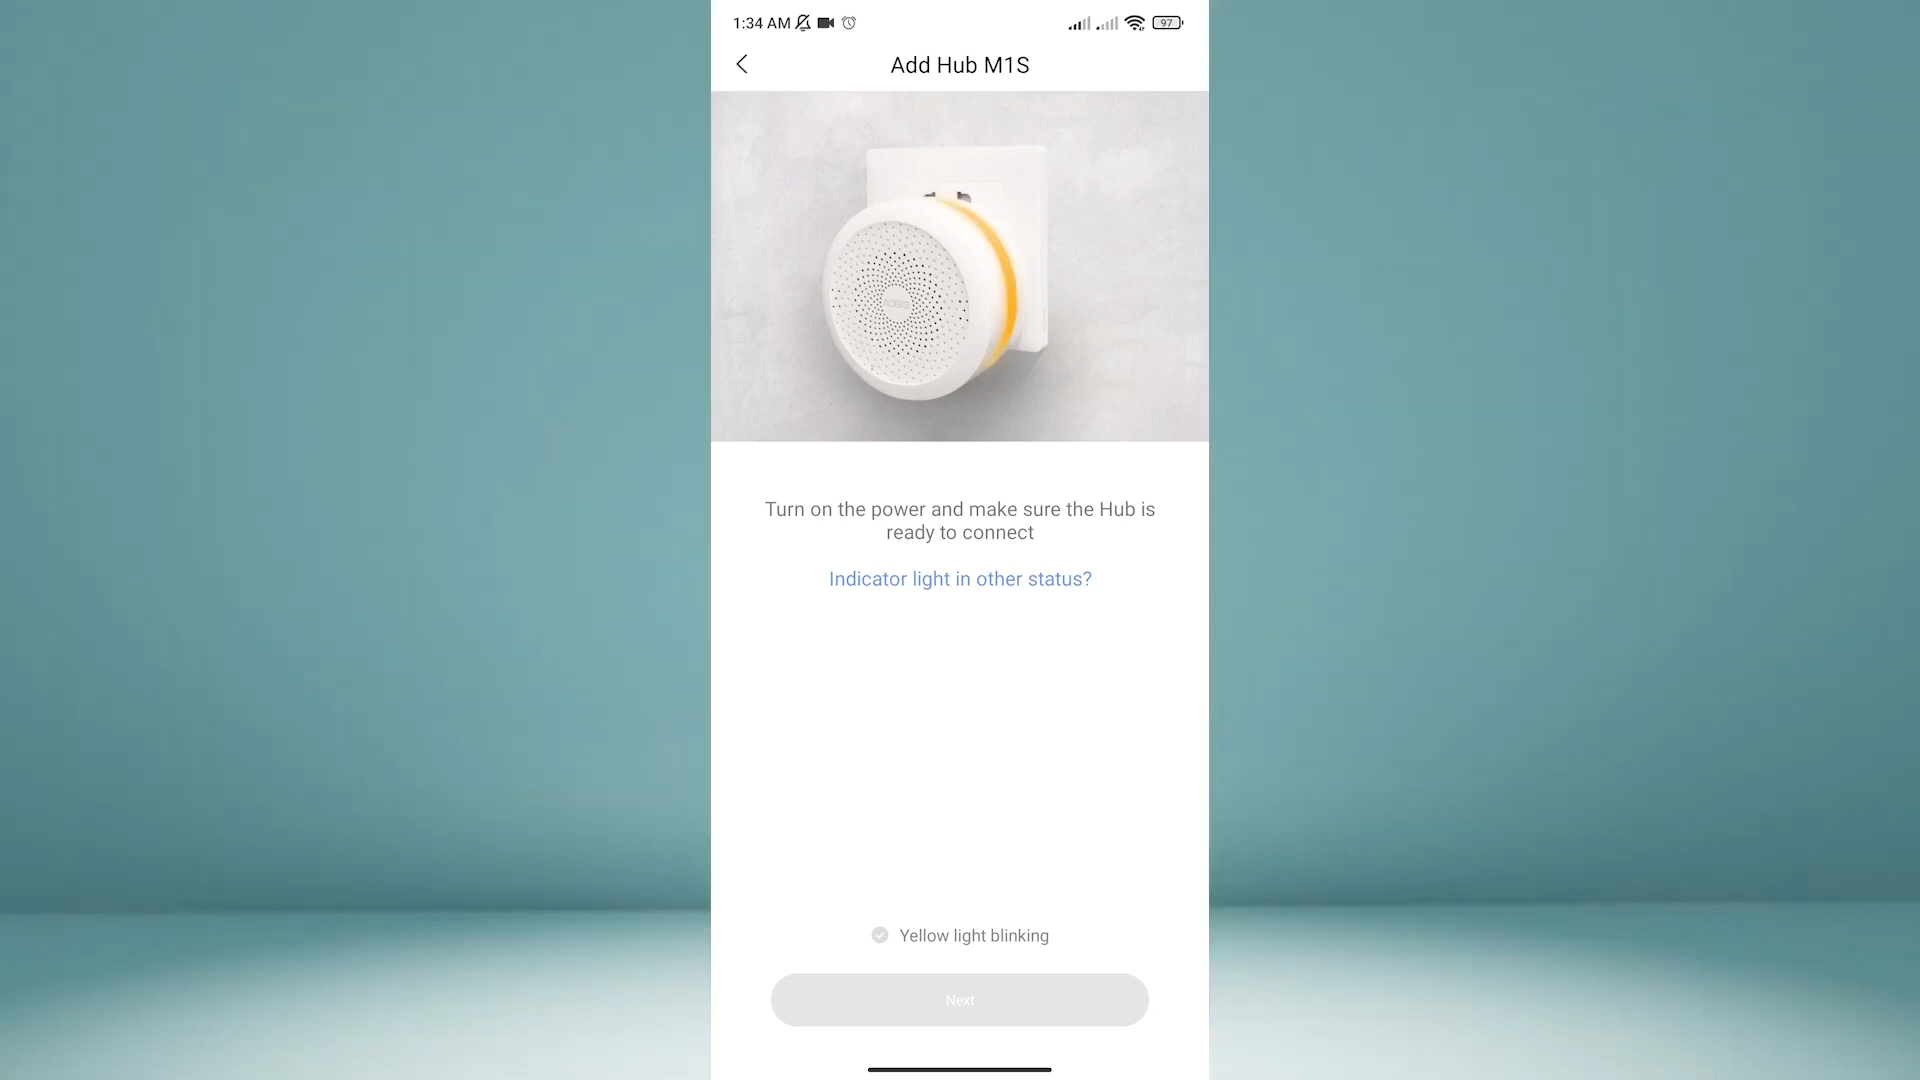 1:34 AM
97
Add Hub M1S
Aqara
Turn on the power and make sure the Hub is
ready to connect
Indicator light in other status?
Yellow light blinking
Next